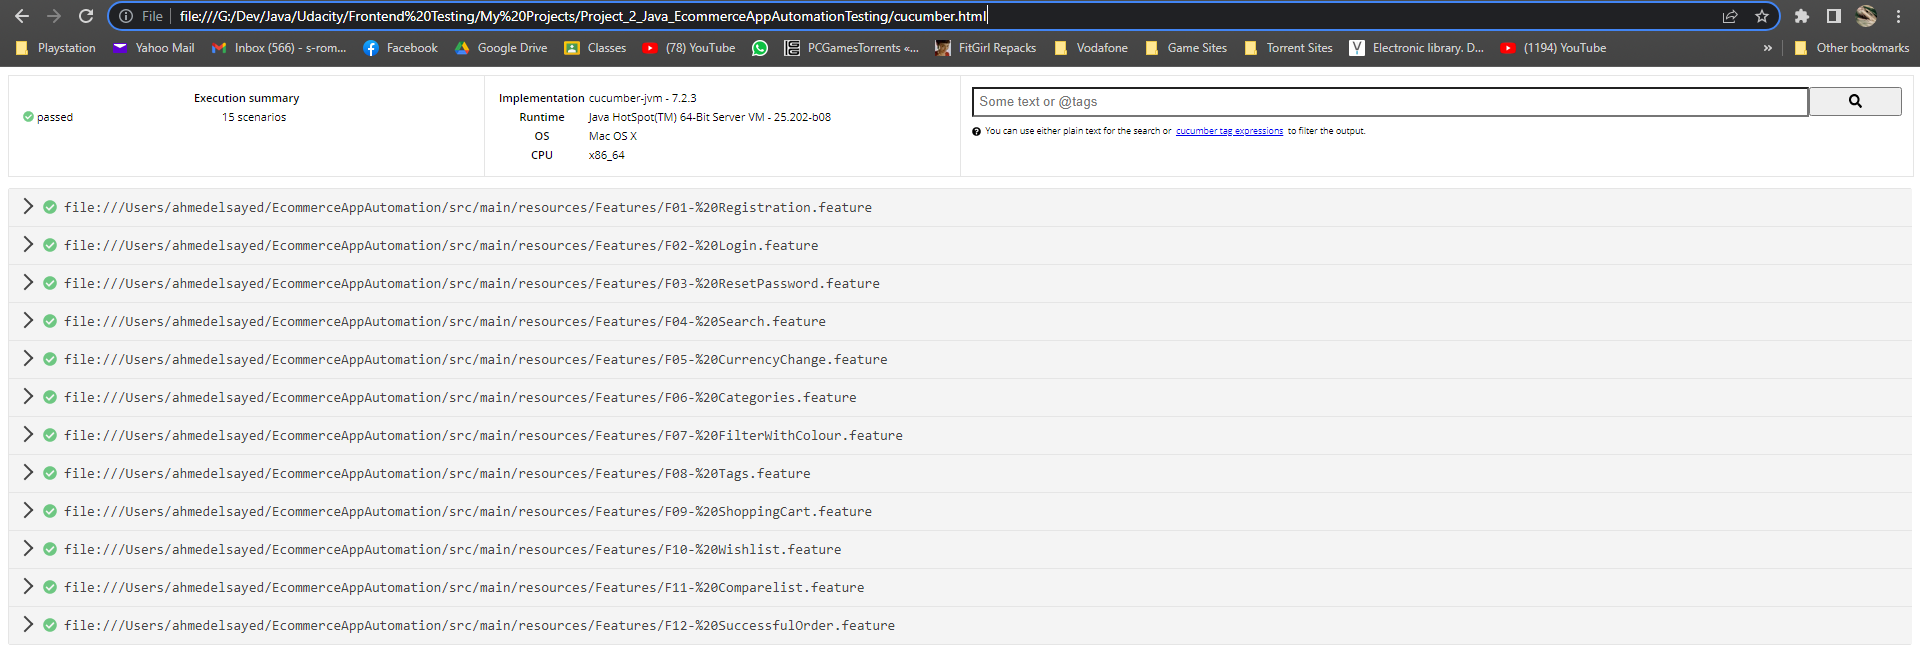 File file:///G:/Dev/Java/Udacity/Frontend%20Testing/My%20Projects/Project_2_Java_EcommerceAppAutomationTesting/cucumber.html
Playstation Yahoo Mail Inbox (566) - s-rom... Facebook Google Drive Classes (78) YouTube PCGamesTorrents «... FitGirl Repacks Vodafone Game Sites Torrent Sites Electronic library. D... (1194) YouTube » Other bookmarks
Execution summary
passed 15 scenarios
Implementation cucumber-jvm - 7.2.3
Runtime Java HotSpot(TM) 64-Bit Server VM - 25.202-b08
OS Mac OS X
CPU x86_64
Some text or @tags
You can use either plain text for the search or cucumber tag expressions to filter the output.
file:///Users/ahmedelsayed/EcommerceAppAutomation/src/main/resources/Features/F01-%20Registration.feature
file:///Users/ahmedelsayed/EcommerceAppAutomation/src/main/resources/Features/F02-%20Login.feature
file:///Users/ahmedelsayed/EcommerceAppAutomation/src/main/resources/Features/F03-%20ResetPassword.feature
file:///Users/ahmedelsayed/EcommerceAppAutomation/src/main/resources/Features/F04-%20Search.feature
file:///Users/ahmedelsayed/EcommerceAppAutomation/src/main/resources/Features/F05-%20CurrencyChange.feature
file:///Users/ahmedelsayed/EcommerceAppAutomation/src/main/resources/Features/F06-%20Categories.feature
file:///Users/ahmedelsayed/EcommerceAppAutomation/src/main/resources/Features/F07-%20FilterWithColour.feature
file:///Users/ahmedelsayed/EcommerceAppAutomation/src/main/resources/Features/F08-%20Tags.feature
file:///Users/ahmedelsayed/EcommerceAppAutomation/src/main/resources/Features/F09-%20ShoppingCart.feature
file:///Users/ahmedelsayed/EcommerceAppAutomation/src/main/resources/Features/F10-%20Wishlist.feature
file:///Users/ahmedelsayed/EcommerceAppAutomation/src/main/resources/Features/F11-%20Comparelist.feature
file:///Users/ahmedelsayed/EcommerceAppAutomation/src/main/resources/Features/F12-%20SuccessfulOrder.feature